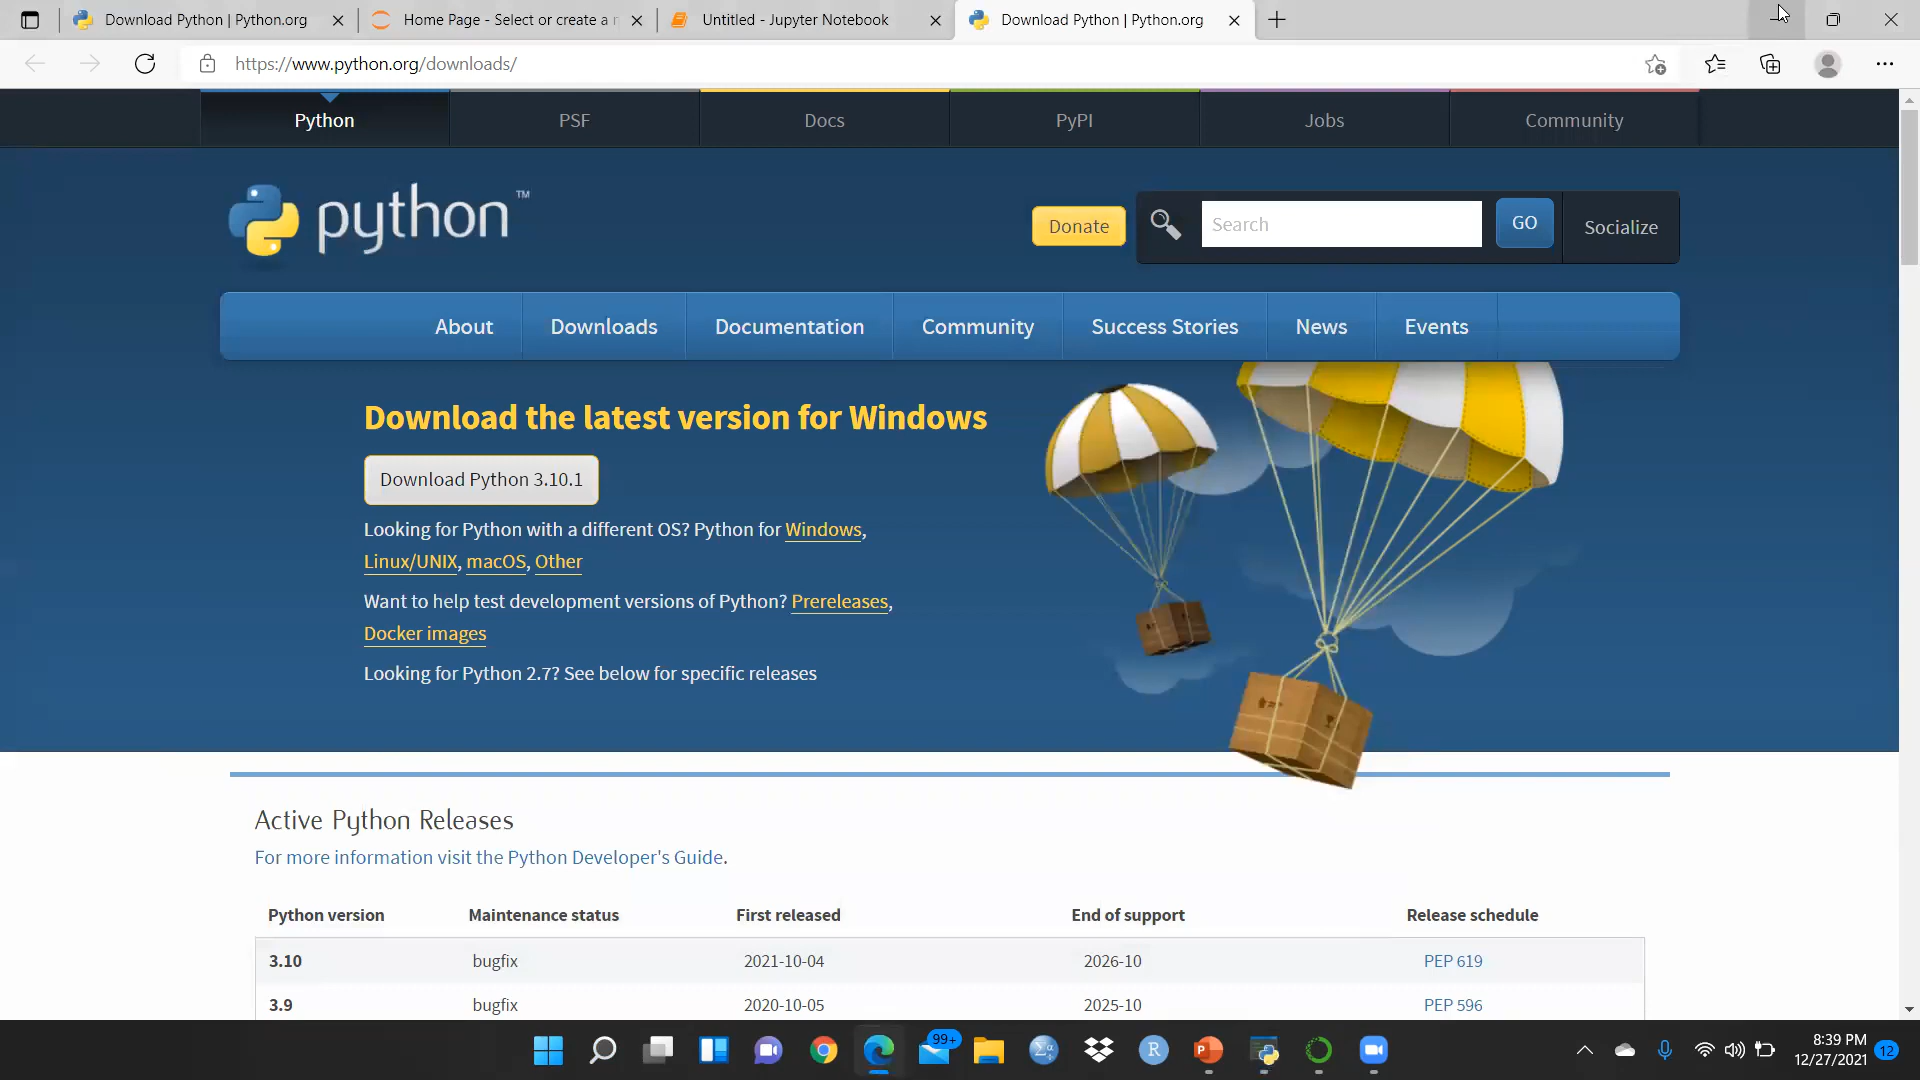 Download Python | Python.org
Home Page - Select or create a n
Untitled - Jupyter Notebook
Download Python | Python.org
https://www.python.org/downloads/
Python
PSF
Docs
PyPI
Jobs
Community
python™
Donate
Search
GO
Socialize
About
Downloads
Documentation
Community
Success Stories
News
Events
Download the latest version for Windows
Download Python 3.10.1
Looking for Python with a different OS? Python for Windows,
Linux/UNIX, macOS, Other
Want to help test development versions of Python? Prereleases,
Docker images
Looking for Python 2.7? See below for specific releases
Active Python Releases
For more information visit the Python Developer's Guide.
Python version Maintenance status First released End of support Release schedule
3.10 bugfix 2021-10-04 2026-10 PEP 619
3.9 bugfix 2020-10-05 2025-10 PEP 596
99+
Σα
R
P
8:39 PM
12/27/2021
12